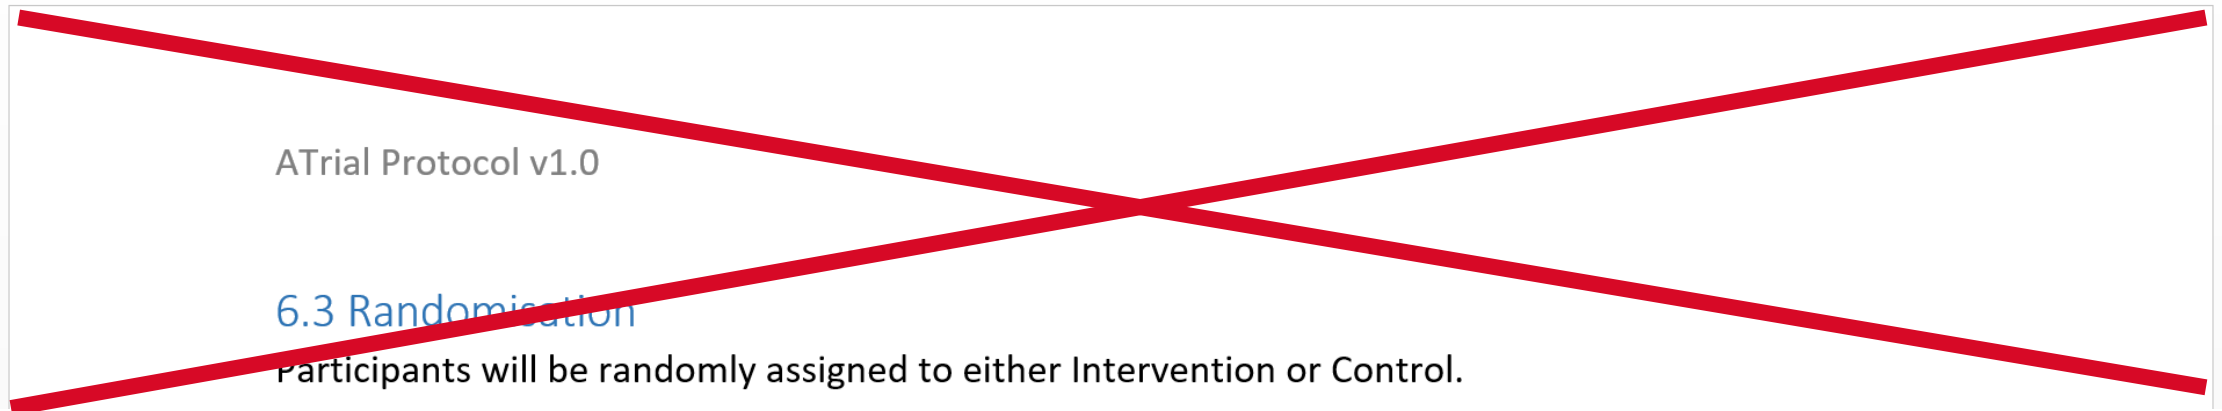 ATrial Protocol v1.0
6.3 Randomisation
Participants will be randomly assigned to either Intervention or Control.